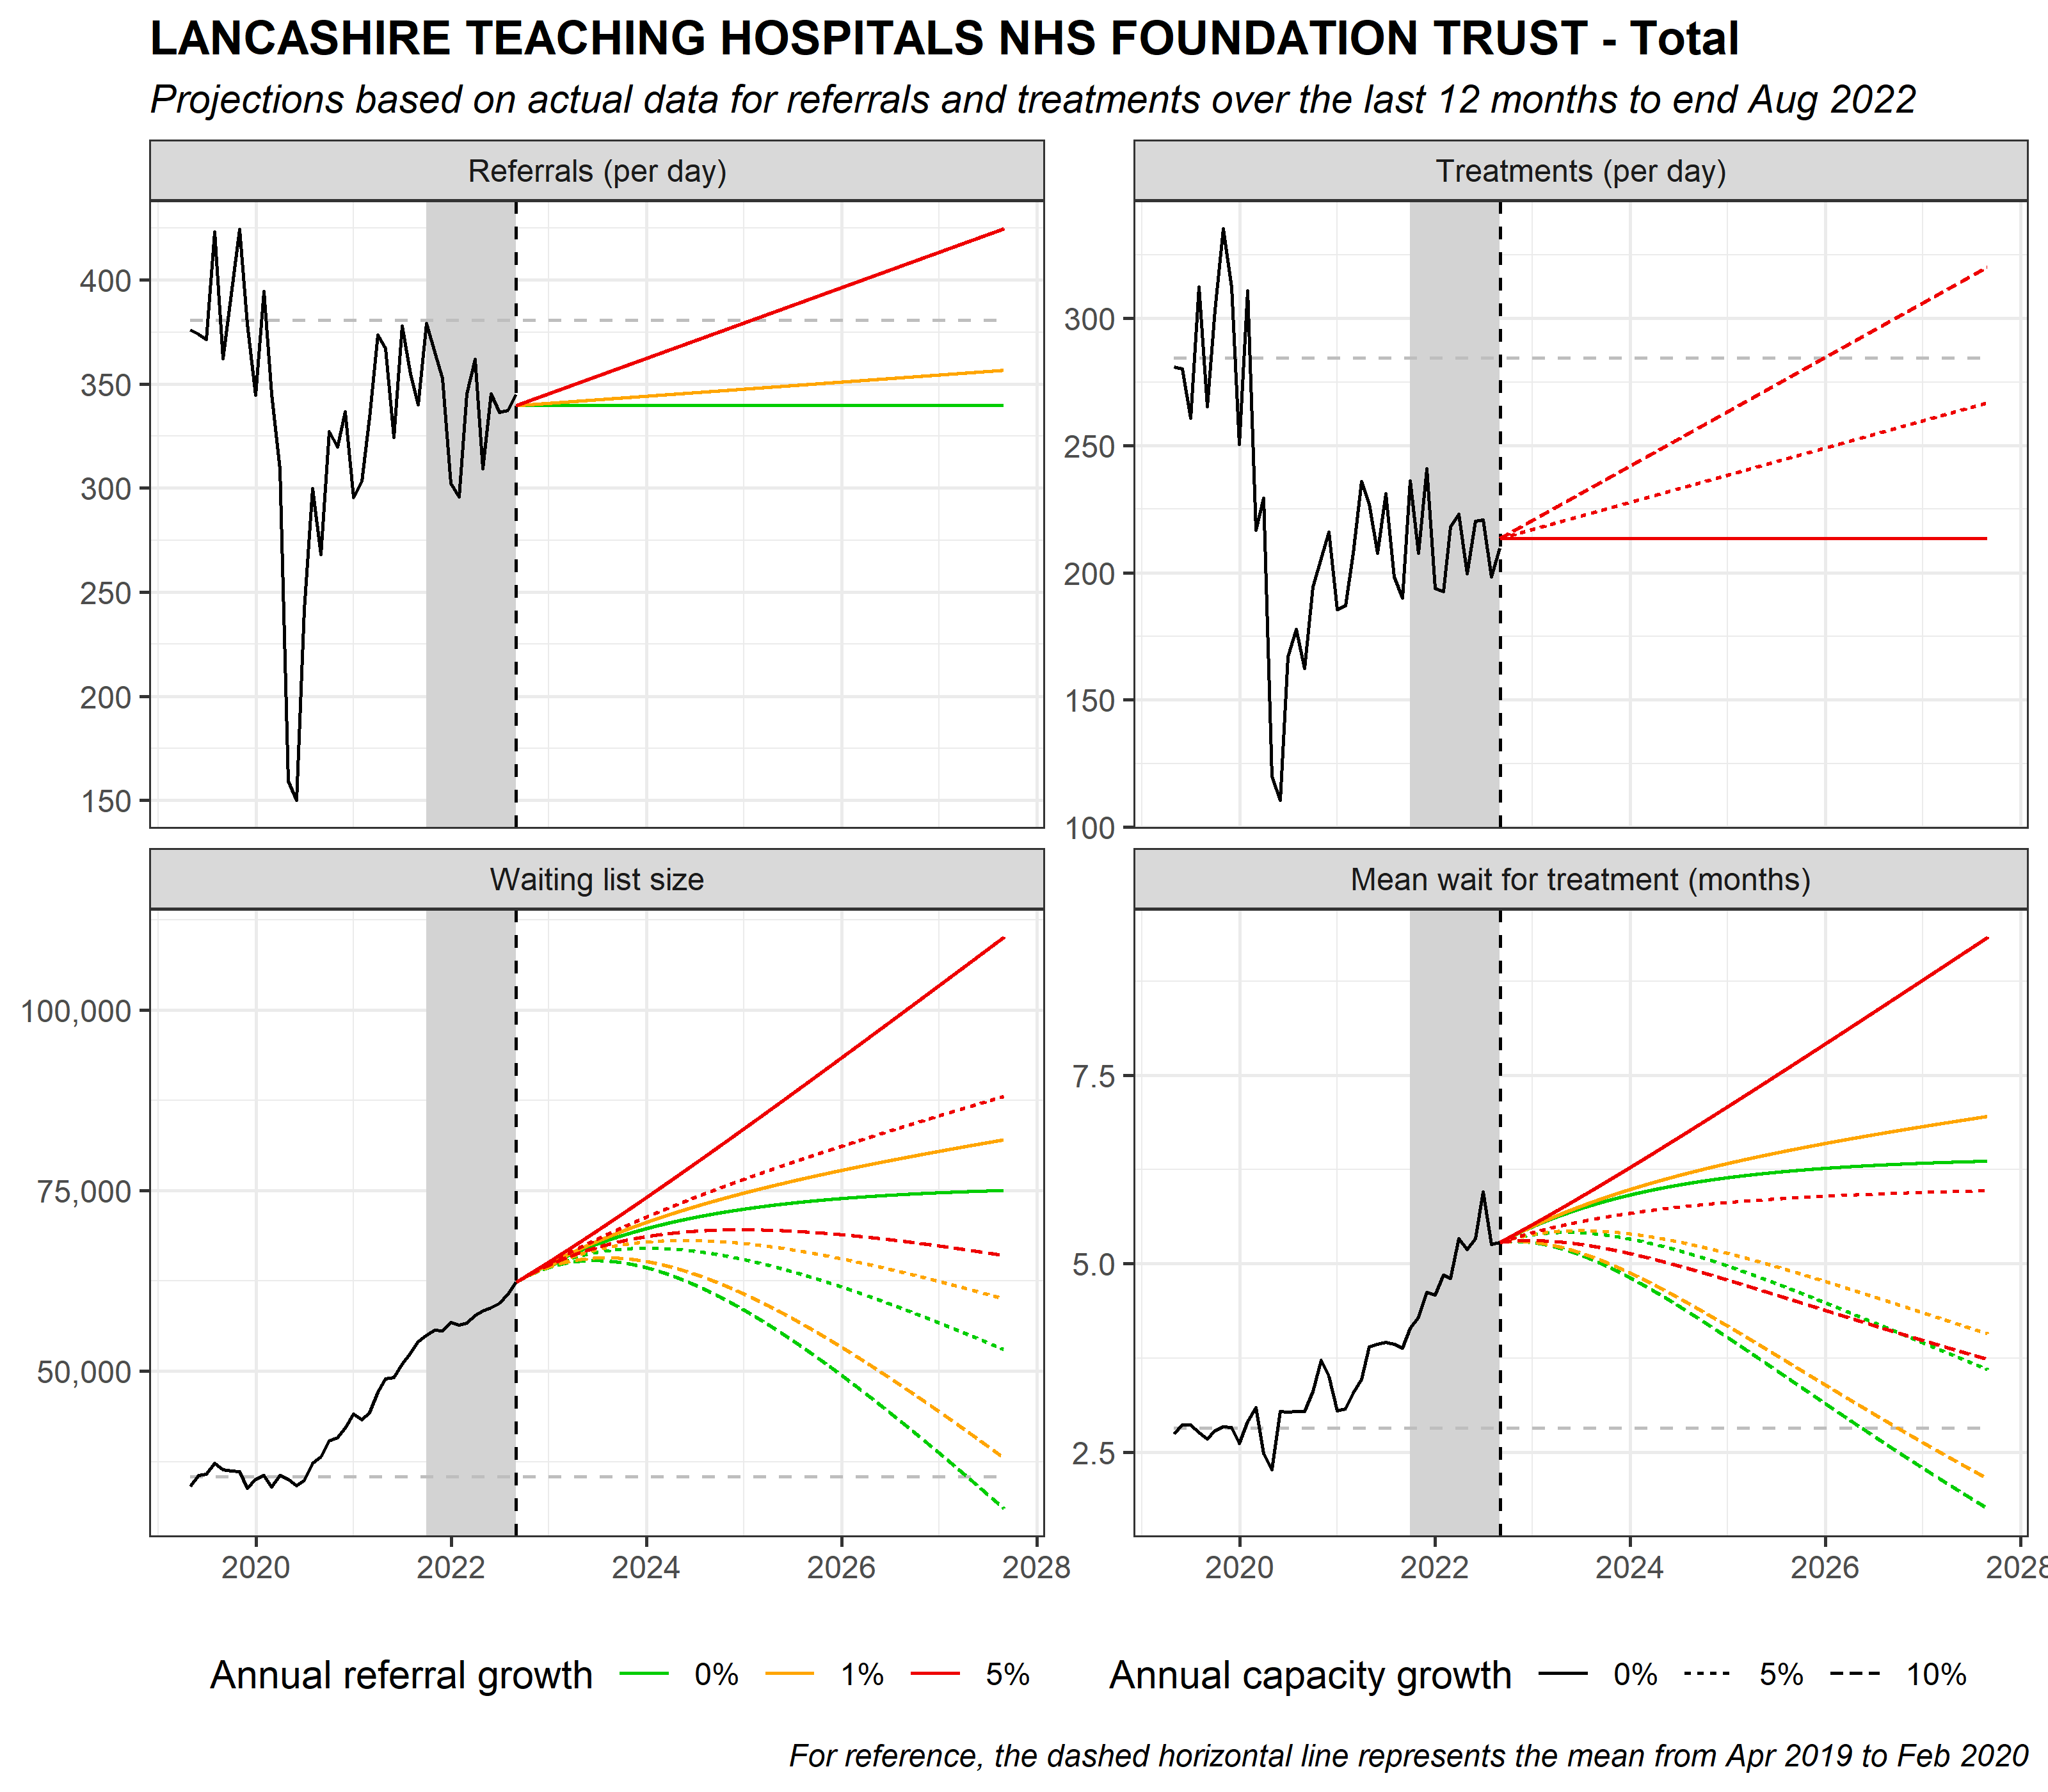 LANCASHIRE TEACHING HOSPITALS NHS FOUNDATION TRUST - Total
Projections based on actual data for referrals and treatments over the last 12 months to end Aug 2022
Referrals (per day)
400
350
300
250
200
150
Treatments (per day)
300
250
200
150
100
Waiting list size
100,000
75,000
50,000
2020 2022 2024 2026 2028
Mean wait for treatment (months)
7.5
5.0
2.5
2020 2022 2024 2026 2028
Annual referral growth 0% 1% 5%
Annual capacity growth 0% 5% 10%
For reference, the dashed horizontal line represents the mean from Apr 2019 to Feb 2020